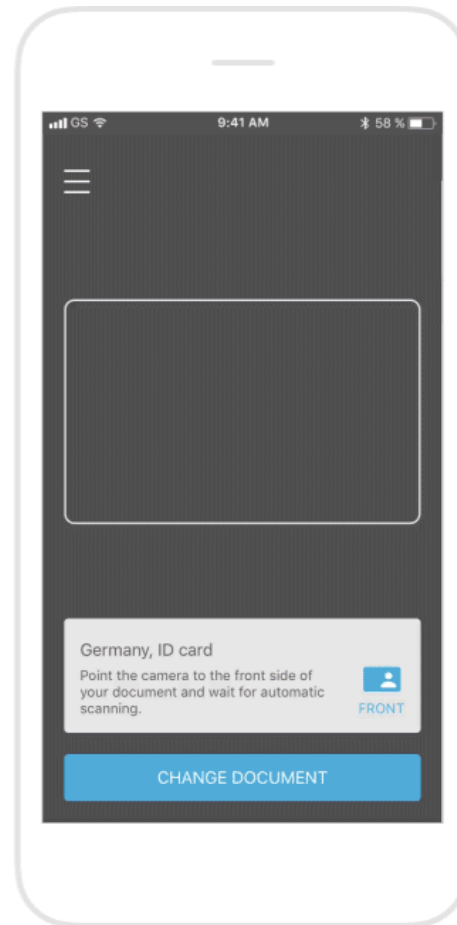 GS 9:41 AM 58 %
Germany, ID card
Point the camera to the front side of
your document and wait for automatic
scanning.
FRONT
CHANGE DOCUMENT